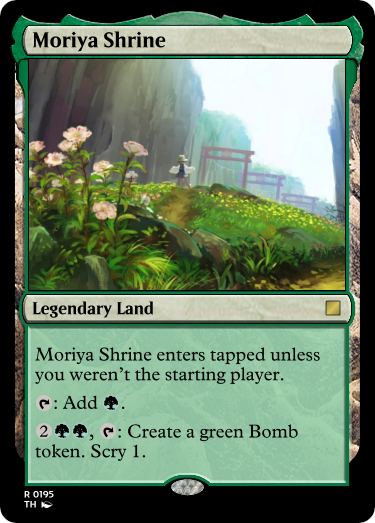 Moriya Shrine
Legendary Land
Moriya Shrine enters tapped unless
you weren't the starting player.
: Add .
2, : Create a green Bomb
token. Scry 1.
R 0195
TH